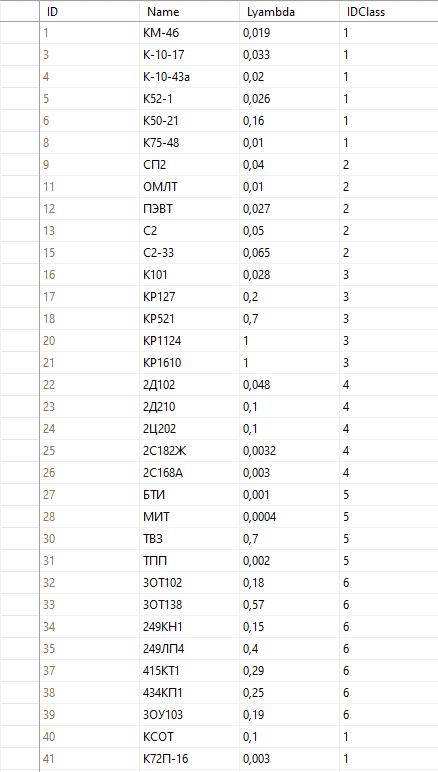 ID Name Lyambda IDClass
1 КМ-46 0,019 1
3 К-10-17 0,033 1
4 К-10-43а 0,02 1
5 К52-1 0,026 1
6 К50-21 0,16 1
8 К75-48 0,01 1
9 СП2 0,04 2
11 ОМЛТ 0,01 2
12 ПЭВТ 0,027 2
13 С2 0,05 2
15 С2-33 0,065 2
16 К101 0,028 3
17 КР127 0,2 3
18 КР521 0,7 3
20 КР1124 1 3
21 КР1610 1 3
22 2Д102 0,048 4
23 2Д210 0,1 4
24 2Ц202 0,1 4
25 2С182Ж 0,0032 4
26 2С168А 0,003 4
27 БТИ 0,001 5
28 МИТ 0,0004 5
30 ТВЗ 0,7 5
31 ТПП 0,002 5
32 3ОТ102 0,18 6
33 3ОТ138 0,57 6
34 249КН1 0,15 6
35 249ЛП4 0,4 6
37 415КТ1 0,29 6
38 434КП1 0,25 6
39 3ОУ103 0,19 6
40 КСОТ 0,1 1
41 К72П-16 0,003 1